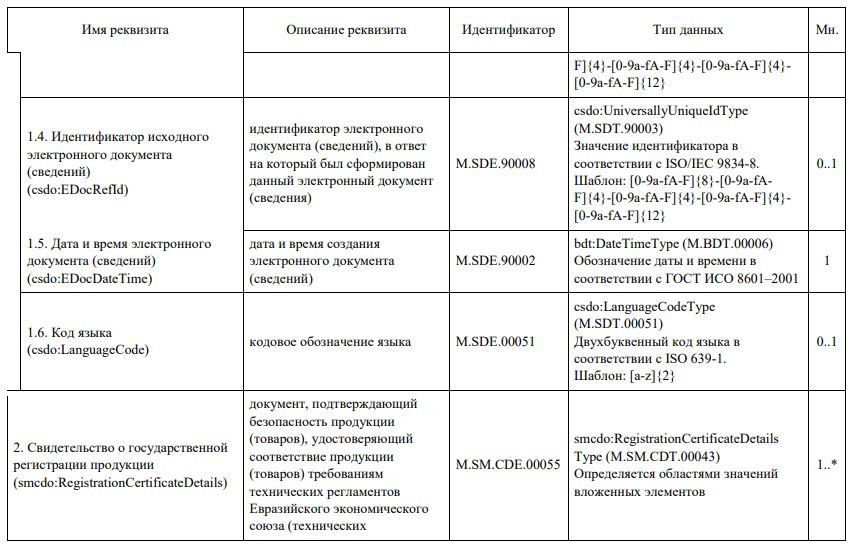 Имя реквизита
Описание реквизита
Идентификатор
Тип данных
Мн.
F]{4}-[0-9a-fA-F]{4}-[0-9a-fA-F]{4}-
[0-9a-fA-F]{12}
1.4. Идентификатор исходного
электронного документа
(сведений)
(csdo:EDocRefId)
идентификатор электронного
документа (сведений), в ответ
на который был сформирован
данный электронный документ
(сведения)
M.SDE.90008
csdo:UniversallyUniqueIdType
(M.SDT.90003)
Значение идентификатора в
соответствии с ISO/IEC 9834-8.
Шаблон: [0-9a-fA-F]{8}-[0-9a-fA-
F]{4}-[0-9a-fA-F]{4}-[0-9a-fA-F]{4}-
[0-9a-fA-F]{12}
0..1
1.5. Дата и время электронного
документа (сведений)
(csdo:EDocDateTime)
дата и время создания
электронного документа
(сведений)
M.SDE.90002
bdt:DateTimeType (M.BDT.00006)
Обозначение даты и времени в
соответствии с ГОСТ ИСО 8601–2001
1
1.6. Код языка
(csdo:LanguageCode)
кодовое обозначение языка
M.SDE.00051
csdo:LanguageCodeType
(M.SDT.00051)
Двухбуквенный код языка в
соответствии с ISO 639-1.
Шаблон: [a-z]{2}
0..1
2. Свидетельство о государственной
регистрации продукции
(smcdo:RegistrationCertificateDetails)
документ, подтверждающий
безопасность продукции
(товаров), удостоверяющий
соответствие продукции
(товаров) требованиям
технических регламентов
Евразийского экономического
союза (технических
M.SM.CDE.00055
smcdo:RegistrationCertificateDetails
Type (M.SM.CDT.00043)
Определяется областями значений
вложенных элементов
1..*